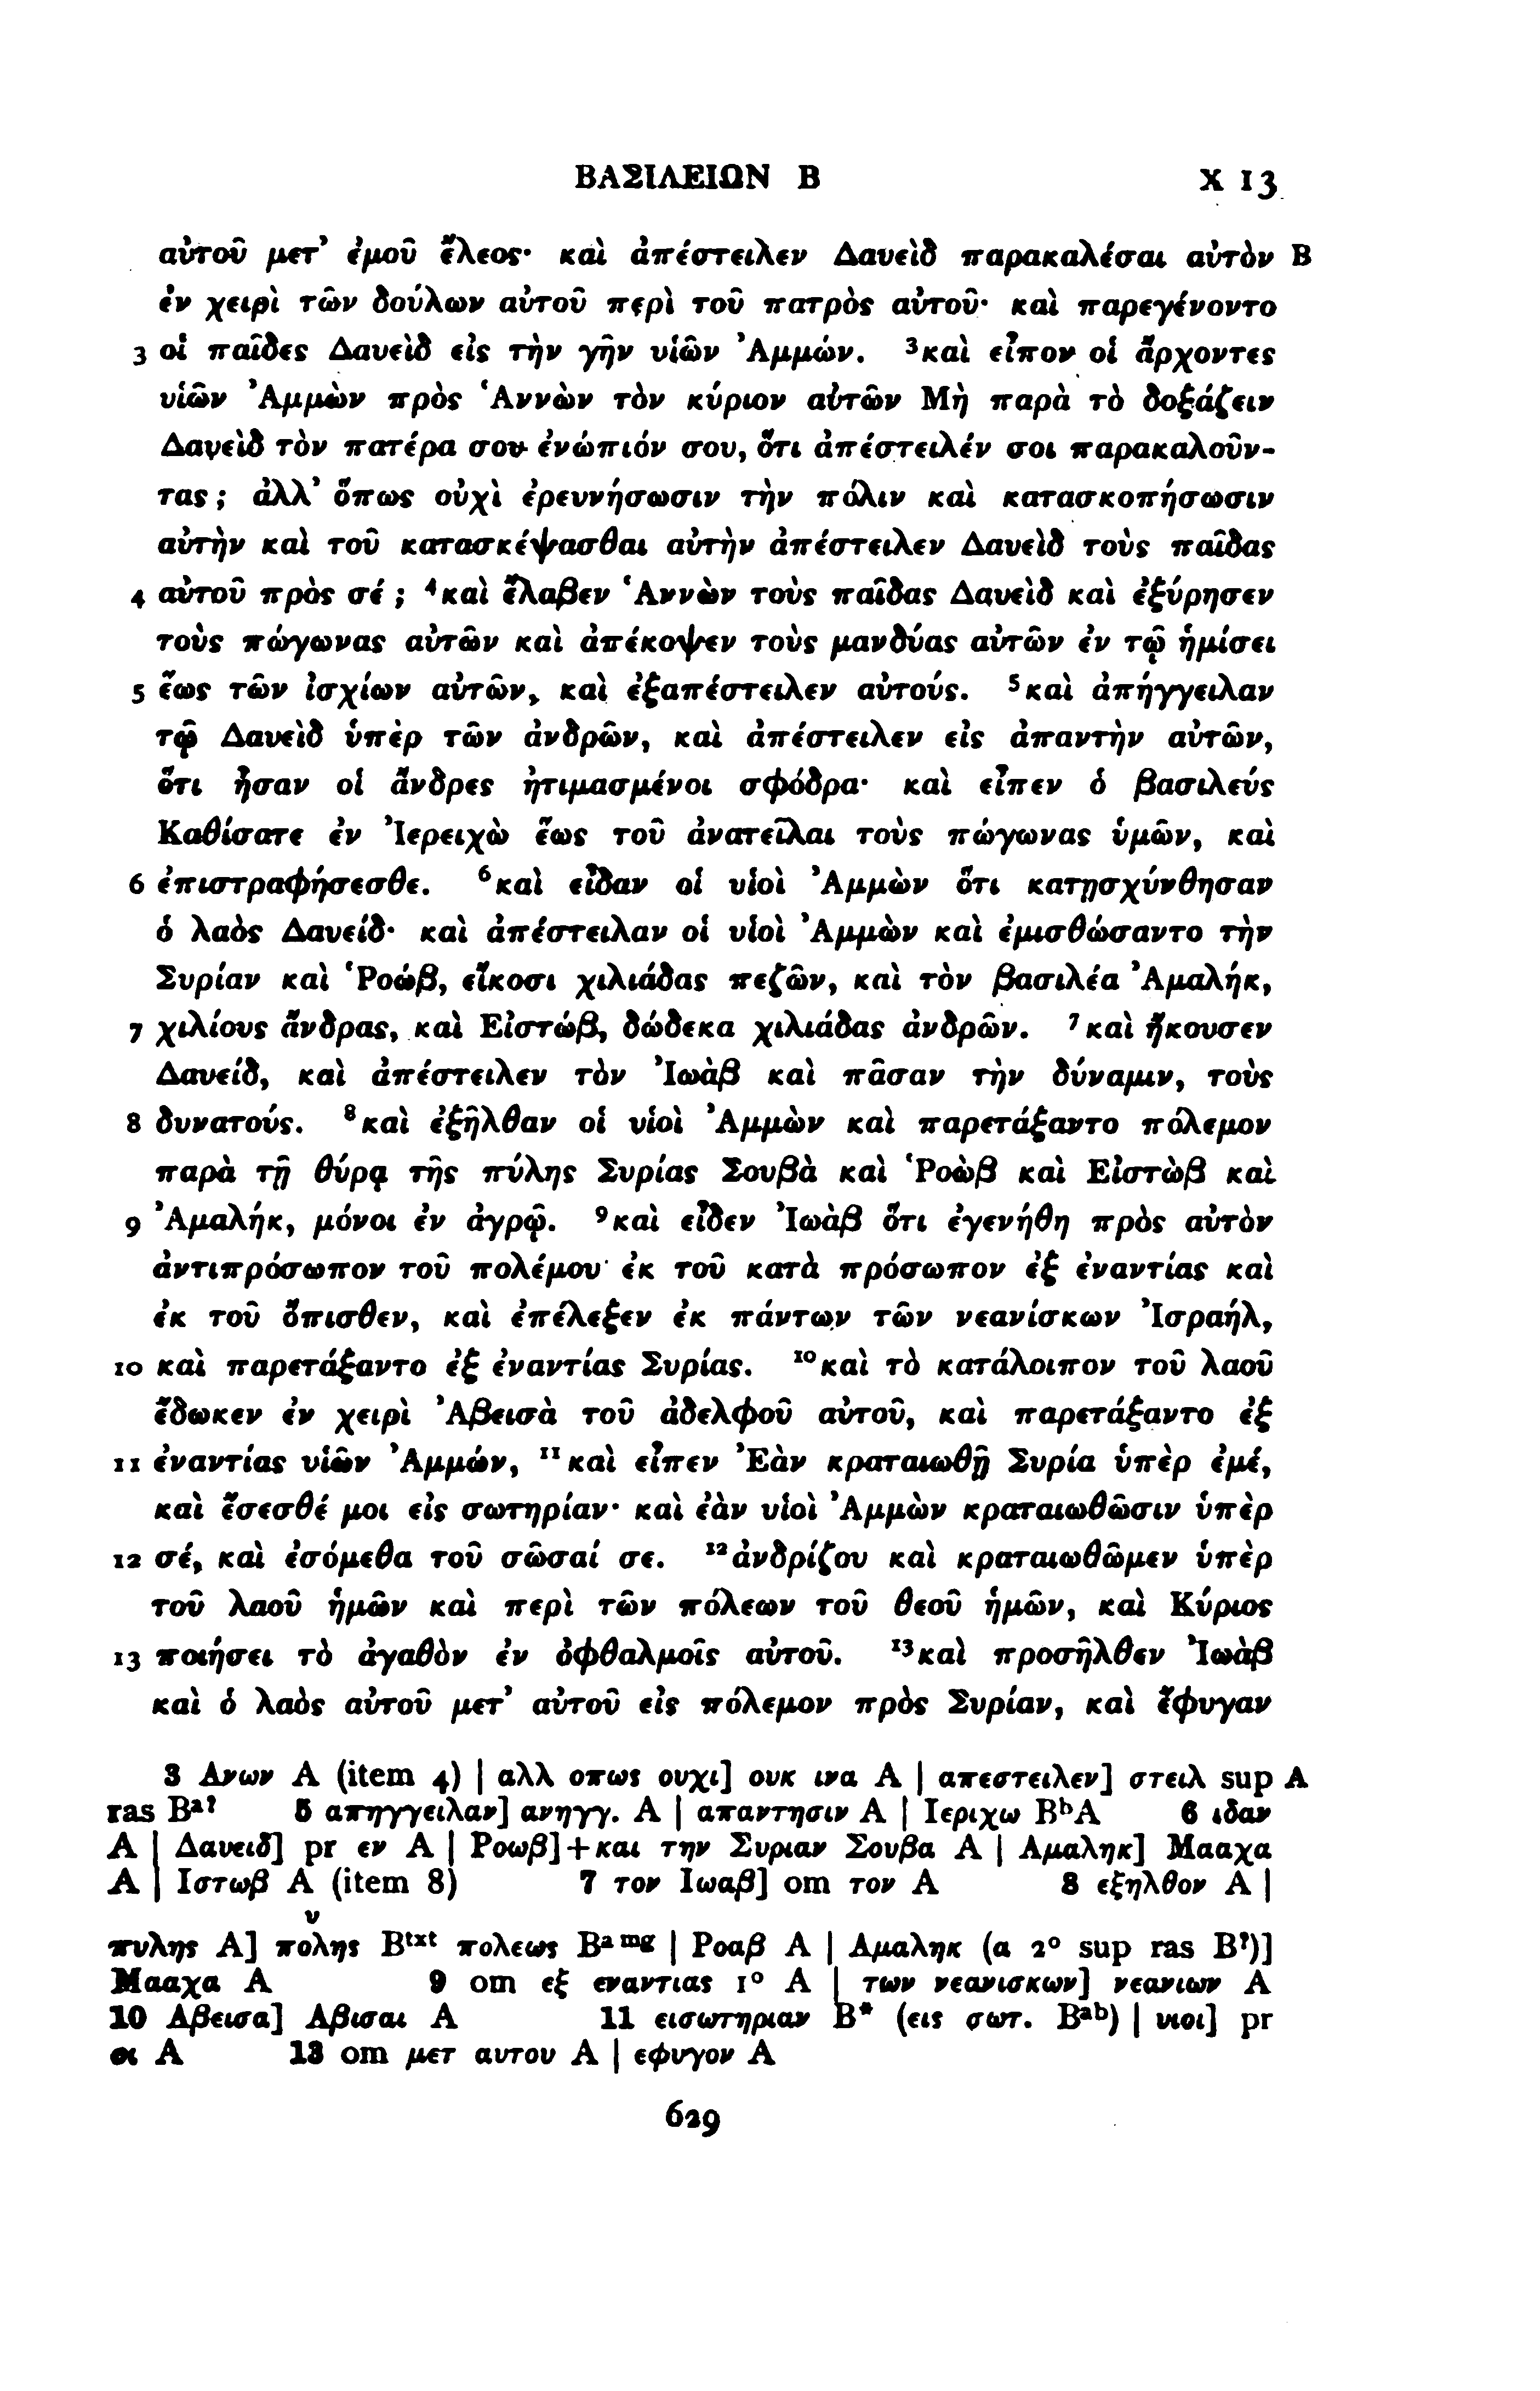 ΒΑΣΙΛΕΙΩΝ Β X 13
αὐτοῦ μετ’ ἐμοῦ ἔλεος· καὶ ἀπέστειλεν Δαυεὶδ παρακαλέσαι αὐτὸν B
ἐν χειρὶ τῶν δούλων αὐτοῦ περὶ τοῦ πατρὸς αὐτοῦ· καὶ παρεγένοντο
3 οἱ παῖδες Δαυεὶδ εἰς τὴν γῆν υἱῶν Ἀμμών. ³καὶ εἶπον οἱ ἄρχοντες
υἱῶν Ἀμμὼν πρὸς Ἁννὼν τὸν κύριον αὐτῶν Μὴ παρὰ τὸ δοξάζειν
Δαυεὶδ τὸν πατέρα σου ἐνώπιόν σου, ὅτι ἀπέστειλέν σοι παρακαλοῦν-
τας; ἀλλ’ ὅπως οὐχὶ ἐρευνήσωσιν τὴν πόλιν καὶ κατασκοπήσωσιν
αὐτὴν καὶ τοῦ κατασκέψασθαι αὐτὴν ἀπέστειλεν Δαυεὶδ τοὺς παῖδας
4 αὐτοῦ πρὸς σέ; ⁴καὶ ἔλαβεν Ἁννὼν τοὺς παῖδας Δαυεὶδ καὶ ἐξύρησεν
τοὺς πώγωνας αὐτῶν καὶ ἀπέκοψεν τοὺς μανδύας αὐτῶν ἐν τῷ ἡμίσει
5 ἕως τῶν ἰσχίων αὐτῶν, καὶ ἐξαπέστειλεν αὐτούς. ⁵καὶ ἀπήγγειλαν
τῷ Δαυεὶδ ὑπὲρ τῶν ἀνδρῶν, καὶ ἀπέστειλεν εἰς ἀπαντὴν αὐτῶν,
ὅτι ἦσαν οἱ ἄνδρες ἠτιμασμένοι σφόδρα· καὶ εἶπεν ὁ βασιλεύς
Καθίσατε ἐν Ἰερειχὼ ἕως τοῦ ἀνατεῖλαι τοὺς πώγωνας ὑμῶν, καὶ
6 ἐπιστραφήσεσθε. ⁶καὶ εἶδαν οἱ υἱοὶ Ἀμμὼν ὅτι κατῃσχύνθησαν
ὁ λαὸς Δαυείδ· καὶ ἀπέστειλαν οἱ υἱοὶ Ἀμμὼν καὶ ἐμισθώσαντο τὴν
Συρίαν καὶ Ῥοώβ, εἴκοσι χιλιάδας πεζῶν, καὶ τὸν βασιλέα Ἀμαλήκ,
7 χιλίους ἄνδρας, καὶ Εἰστώβ, δώδεκα χιλιάδας ἀνδρῶν. ⁷καὶ ἤκουσεν
Δαυείδ, καὶ ἀπέστειλεν τὸν Ἰωὰβ καὶ πᾶσαν τὴν δύναμιν, τοὺς
8 δυνατούς. ⁸καὶ ἐξῆλθαν οἱ υἱοὶ Ἀμμὼν καὶ παρετάξαντο πόλεμον
παρὰ τῇ θύρᾳ τῆς πύλης Συρίας Σουβὰ καὶ Ῥοὼβ καὶ Εἰστὼβ καὶ
9 Ἀμαλήκ, μόνοι ἐν ἀγρῷ. ⁹καὶ εἶδεν Ἰωὰβ ὅτι ἐγενήθη πρὸς αὐτὸν
ἀντιπρόσωπον τοῦ πολέμου ἐκ τοῦ κατὰ πρόσωπον ἐξ ἐναντίας καὶ
ἐκ τοῦ ὄπισθεν, καὶ ἐπέλεξεν ἐκ πάντων τῶν νεανίσκων Ἰσραήλ,
10 καὶ παρετάξαντο ἐξ ἐναντίας Συρίας. ¹⁰καὶ τὸ κατάλοιπον τοῦ λαοῦ
ἔδωκεν ἐν χειρὶ Ἀβεισὰ τοῦ ἀδελφοῦ αὐτοῦ, καὶ παρετάξαντο ἐξ
11 ἐναντίας υἱῶν Ἀμμών, ¹¹καὶ εἶπεν Ἐὰν κραταιωθῇ Συρία ὑπὲρ ἐμέ,
καὶ ἔσεσθέ μοι εἰς σωτηρίαν· καὶ ἐὰν υἱοὶ Ἀμμὼν κραταιωθῶσιν ὑπὲρ
12 σέ, καὶ ἐσόμεθα τοῦ σῶσαί σε. ¹²ἀνδρίζου καὶ κραταιωθῶμεν ὑπὲρ
τοῦ λαοῦ ἡμῶν καὶ περὶ τῶν πόλεων τοῦ θεοῦ ἡμῶν, καὶ Κύριος
13 ποιήσει τὸ ἀγαθὸν ἐν ὀφθαλμοῖς αὐτοῦ. ¹³καὶ προσῆλθεν Ἰωὰβ
καὶ ὁ λαὸς αὐτοῦ μετ’ αὐτοῦ εἰς πόλεμον πρὸς Συρίαν, καὶ ἔφυγαν
3 Ανων A (item 4) | αλλ οπως ουχι] ουκ ινα A | απεστειλεν] στειλ sup A
ras Bᵃ? 5 απηγγειλαν] ανηγγ. A | απαντησιν A | Ιεριχω BᵇA 6 ιδαν
A | Δαυειδ] pr εν A | Ροωβ]+και την Συριαν Σουβα A | Αμαληκ] Μααχα
A | Ιστωβ A (item 8) 7 τον Ιωαβ] om τον A 8 εξηλθον A |
υ
πυλης A] πολης Bᵗˣᵗ πολεως Bᵃ ᵐᵍ | Ροαβ A | Αμαληκ (α 2° sup ras B?)]
Μααχα A 9 om εξ εναντιας 1° A | των νεανισκων] νεανιων A
10 Αβεισα] Αβισαι A 11 εισωτηριαν B* (εις σωτ. Bᵃᵇ) | υιοι] pr
οι A 13 om μετ αυτου A | εφυγον A
629